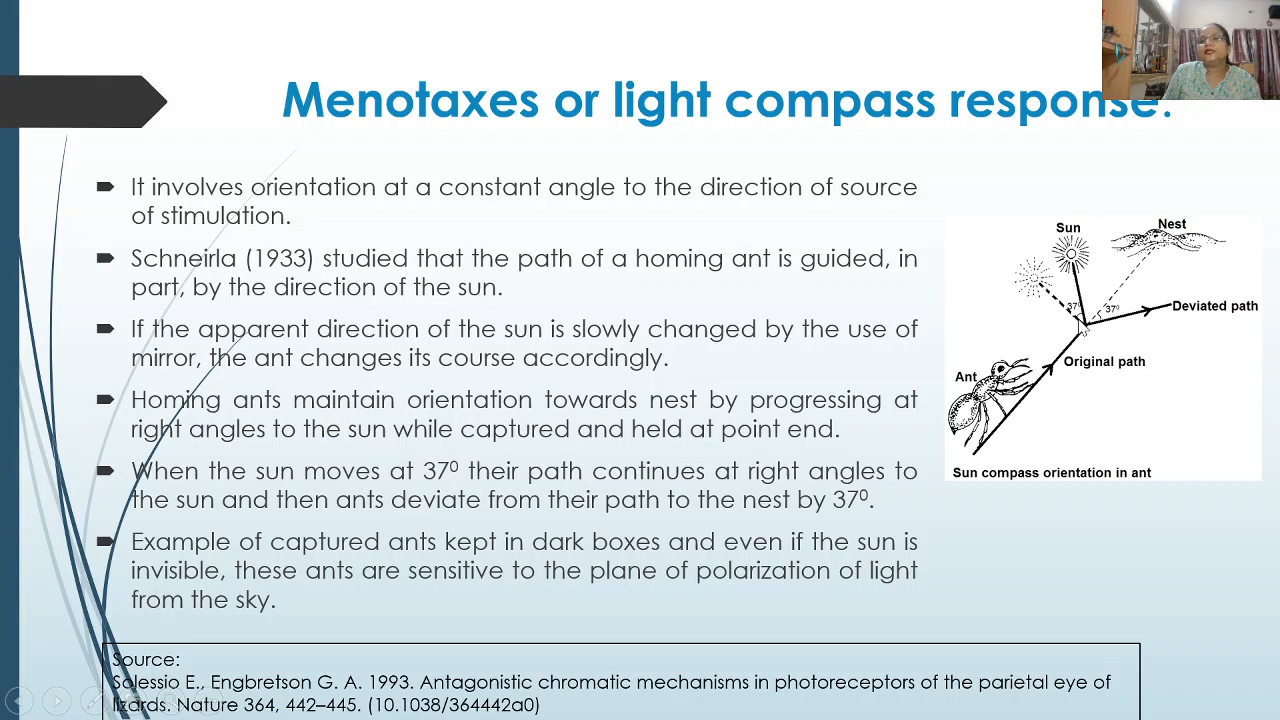 Menotaxes or light compass response.
It involves orientation at a constant angle to the direction of source
of stimulation.
Schneirla (1933) studied that the path of a homing ant is guided, in
part, by the direction of the sun.
If the apparent direction of the sun is slowly changed by the use of
mirror, the ant changes its course accordingly.
Homing ants maintain orientation towards nest by progressing at
right angles to the sun while captured and held at point end.
When the sun moves at 37⁰ their path continues at right angles to
the sun and then ants deviate from their path to the nest by 37⁰.
Example of captured ants kept in dark boxes and even if the sun is
invisible, these ants are sensitive to the plane of polarization of light
from the sky.
Sun
Nest
37⁰
37⁰
Deviated path
Original path
Ant
Sun compass orientation in ant
Source:
Solessio E., Engbretson G. A. 1993. Antagonistic chromatic mechanisms in photoreceptors of the parietal eye of
lizards. Nature 364, 442–445. (10.1038/364442a0)